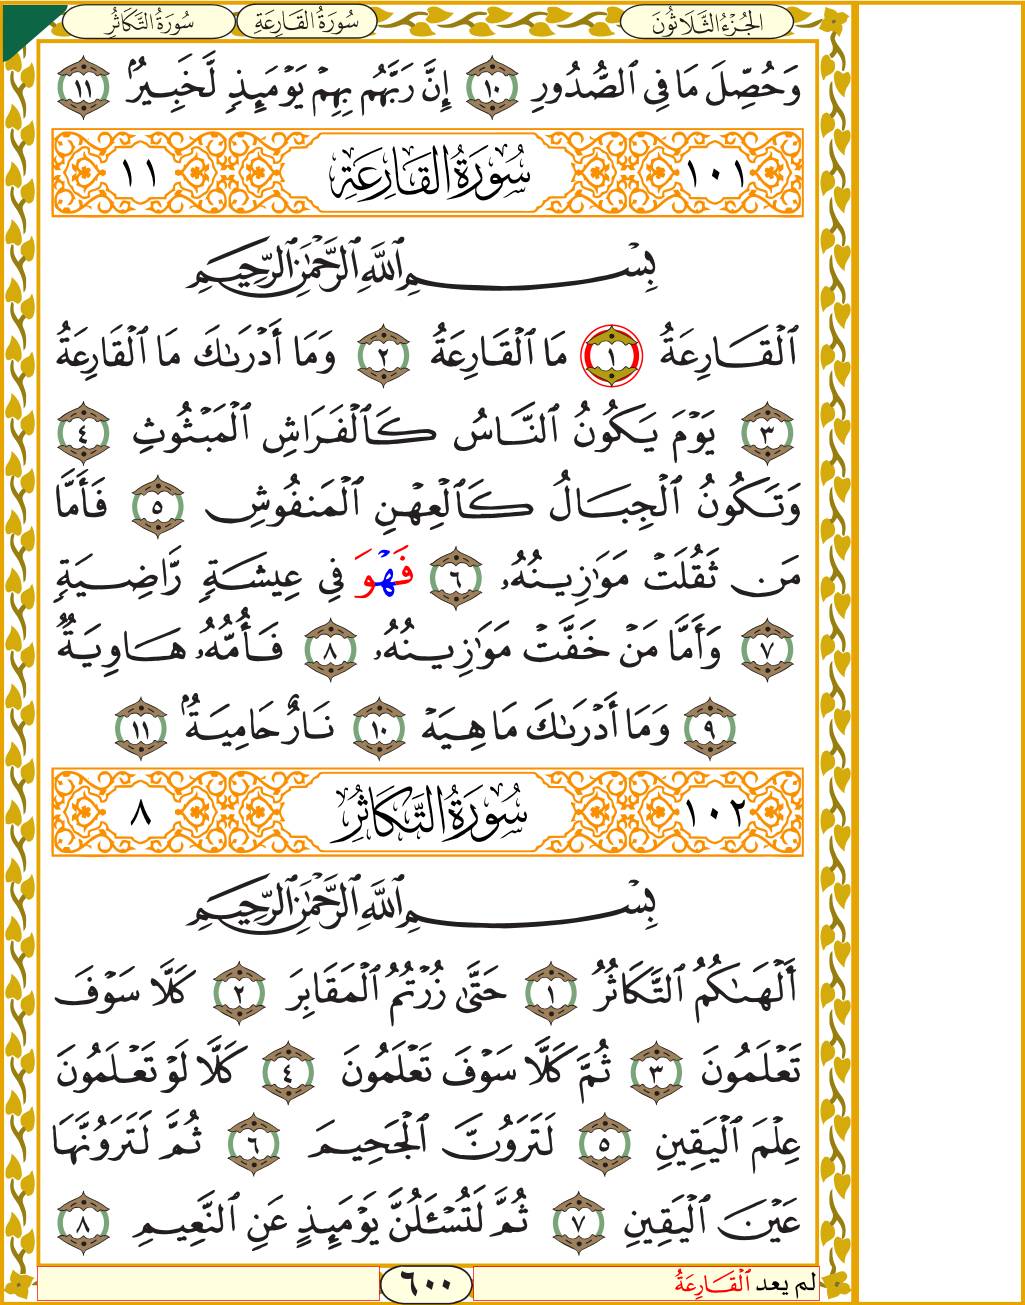 سُورَةُ التَّكَاثُرِ سُورَةُ القَارِعَةِ الجُزْءُ الثَّلَاثُونَ
وَحُصِّلَ مَا فِي ٱلصُّدُورِ ١٠ إِنَّ رَبَّهُم بِهِمۡ يَوۡمَئِذٖ لَّخَبِيرُۢ ١١
١٠١ سُورَةُ القَارِعَةِ ١١
بِسۡمِ ٱللَّهِ ٱلرَّحۡمَٰنِ ٱلرَّحِيمِ
ٱلۡقَارِعَةُ ١ مَا ٱلۡقَارِعَةُ ٢ وَمَا أَدۡرَىٰكَ مَا ٱلۡقَارِعَةُ
٣ يَوۡمَ يَكُونُ ٱلنَّاسُ كَٱلۡفَرَاشِ ٱلۡمَبۡثُوثِ ٤
وَتَكُونُ ٱلۡجِبَالُ كَٱلۡعِهۡنِ ٱلۡمَنفُوشِ ٥ فَأَمَّا
مَن ثَقُلَتۡ مَوَٰزِينُهُۥ ٦ فَهۡوَ فِي عِيشَةٖ رَّاضِيَةٖ
٧ وَأَمَّا مَنۡ خَفَّتۡ مَوَٰزِينُهُۥ ٨ فَأُمُّهُۥ هَاوِيَةٞ
٩ وَمَا أَدۡرَىٰكَ مَا هِيَهۡ ١٠ نَارٌ حَامِيَةُۢ ١١
١٠٢ سُورَةُ التَّكَاثُرِ ٨
بِسۡمِ ٱللَّهِ ٱلرَّحۡمَٰنِ ٱلرَّحِيمِ
أَلۡهَىٰكُمُ ٱلتَّكَاثُرُ ١ حَتَّىٰ زُرۡتُمُ ٱلۡمَقَابِرَ ٢ كَلَّا سَوۡفَ
تَعۡلَمُونَ ٣ ثُمَّ كَلَّا سَوۡفَ تَعۡلَمُونَ ٤ كَلَّا لَوۡ تَعۡلَمُونَ
عِلۡمَ ٱلۡيَقِينِ ٥ لَتَرَوُنَّ ٱلۡجَحِيمَ ٦ ثُمَّ لَتَرَوُنَّهَا
عَيۡنَ ٱلۡيَقِينِ ٧ ثُمَّ لَتُسۡـَٔلُنَّ يَوۡمَئِذٍ عَنِ ٱلنَّعِيمِ ٨
لم يعد ٱلۡقَارِعَةُ ٦٠٠